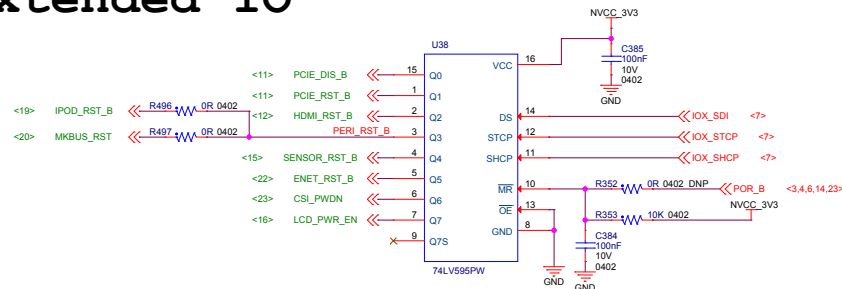 xtended IO
NVCC_3V3
U38
C385
100nF
10V
0402
GND
<11> PCIE_DIS_B 15 Q0 VCC 16
<11> PCIE_RST_B 1 Q1
<12> HDMI_RST_B 2 Q2 DS 14 IOX_SDI <7>
<19> IPOD_RST_B R496 0R 0402
PERI_RST_B 3 Q3 STCP 12 IOX_STCP <7>
<20> MKBUS_RST R497 0R 0402
<15> SENSOR_RST_B 4 Q4 SHCP 11 IOX_SHCP <7>
<22> ENET_RST_B 5 Q5 MR 10 R352 0R 0402 DNP POR_B <3,4,6,14,23>
<23> CSI_PWDN 6 Q6 OE 13 NVCC_3V3
<16> LCD_PWR_EN 7 Q7 GND 8 R353 10K 0402
9 Q7S
C384
100nF
10V
0402
74LV595PW
GND
GND